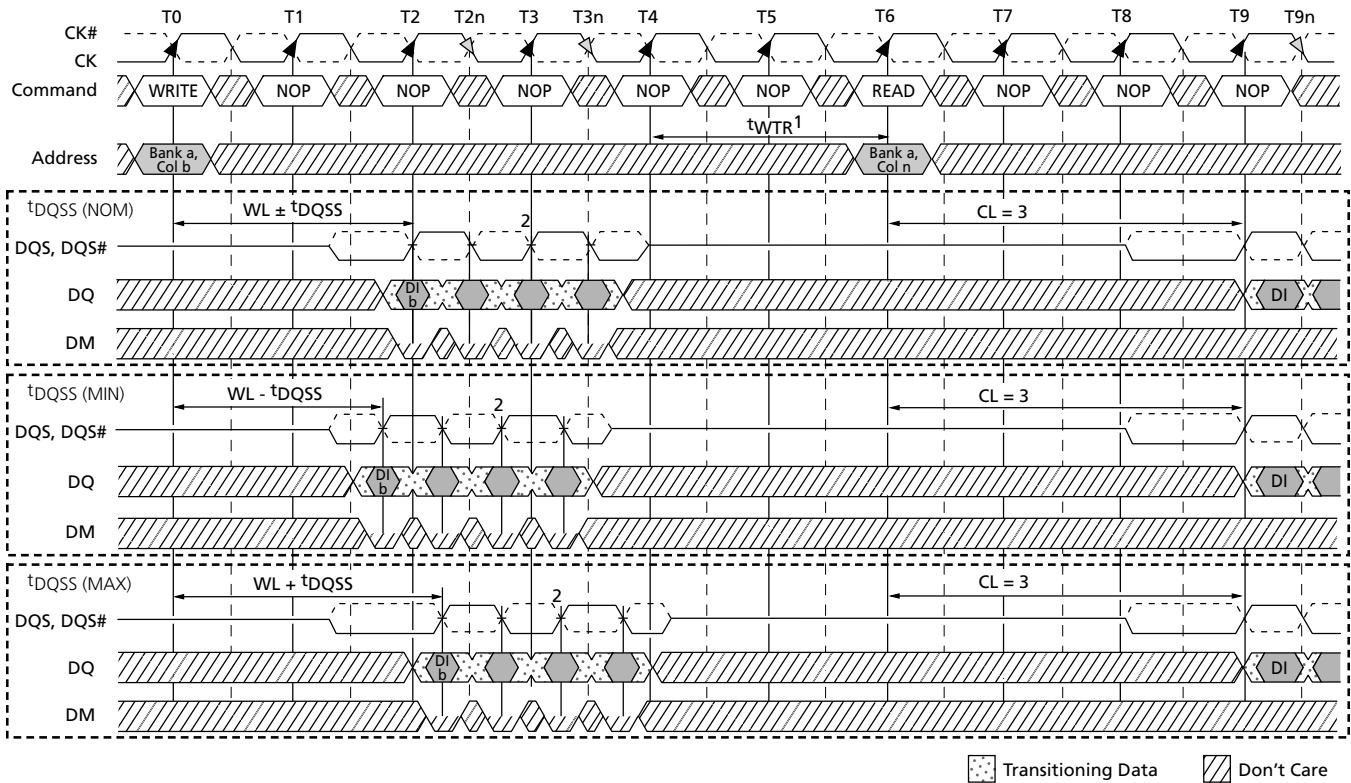 T0 T1 T2 T2n T3 T3n T4 T5 T6 T7 T8 T9 T9n
CK#
CK
Command WRITE NOP NOP NOP NOP NOP READ NOP NOP NOP
tWTR1
Address Bank a, Col b Bank a, Col n
tDQSS (NOM) WL ± tDQSS CL = 3
2
DQS, DQS#
DQ DI b DI
DM
tDQSS (MIN) WL - tDQSS CL = 3
2
DQS, DQS#
DQ DI b DI
DM
tDQSS (MAX) WL + tDQSS CL = 3
2
DQS, DQS#
DQ DI b DI
DM
Transitioning Data Don't Care